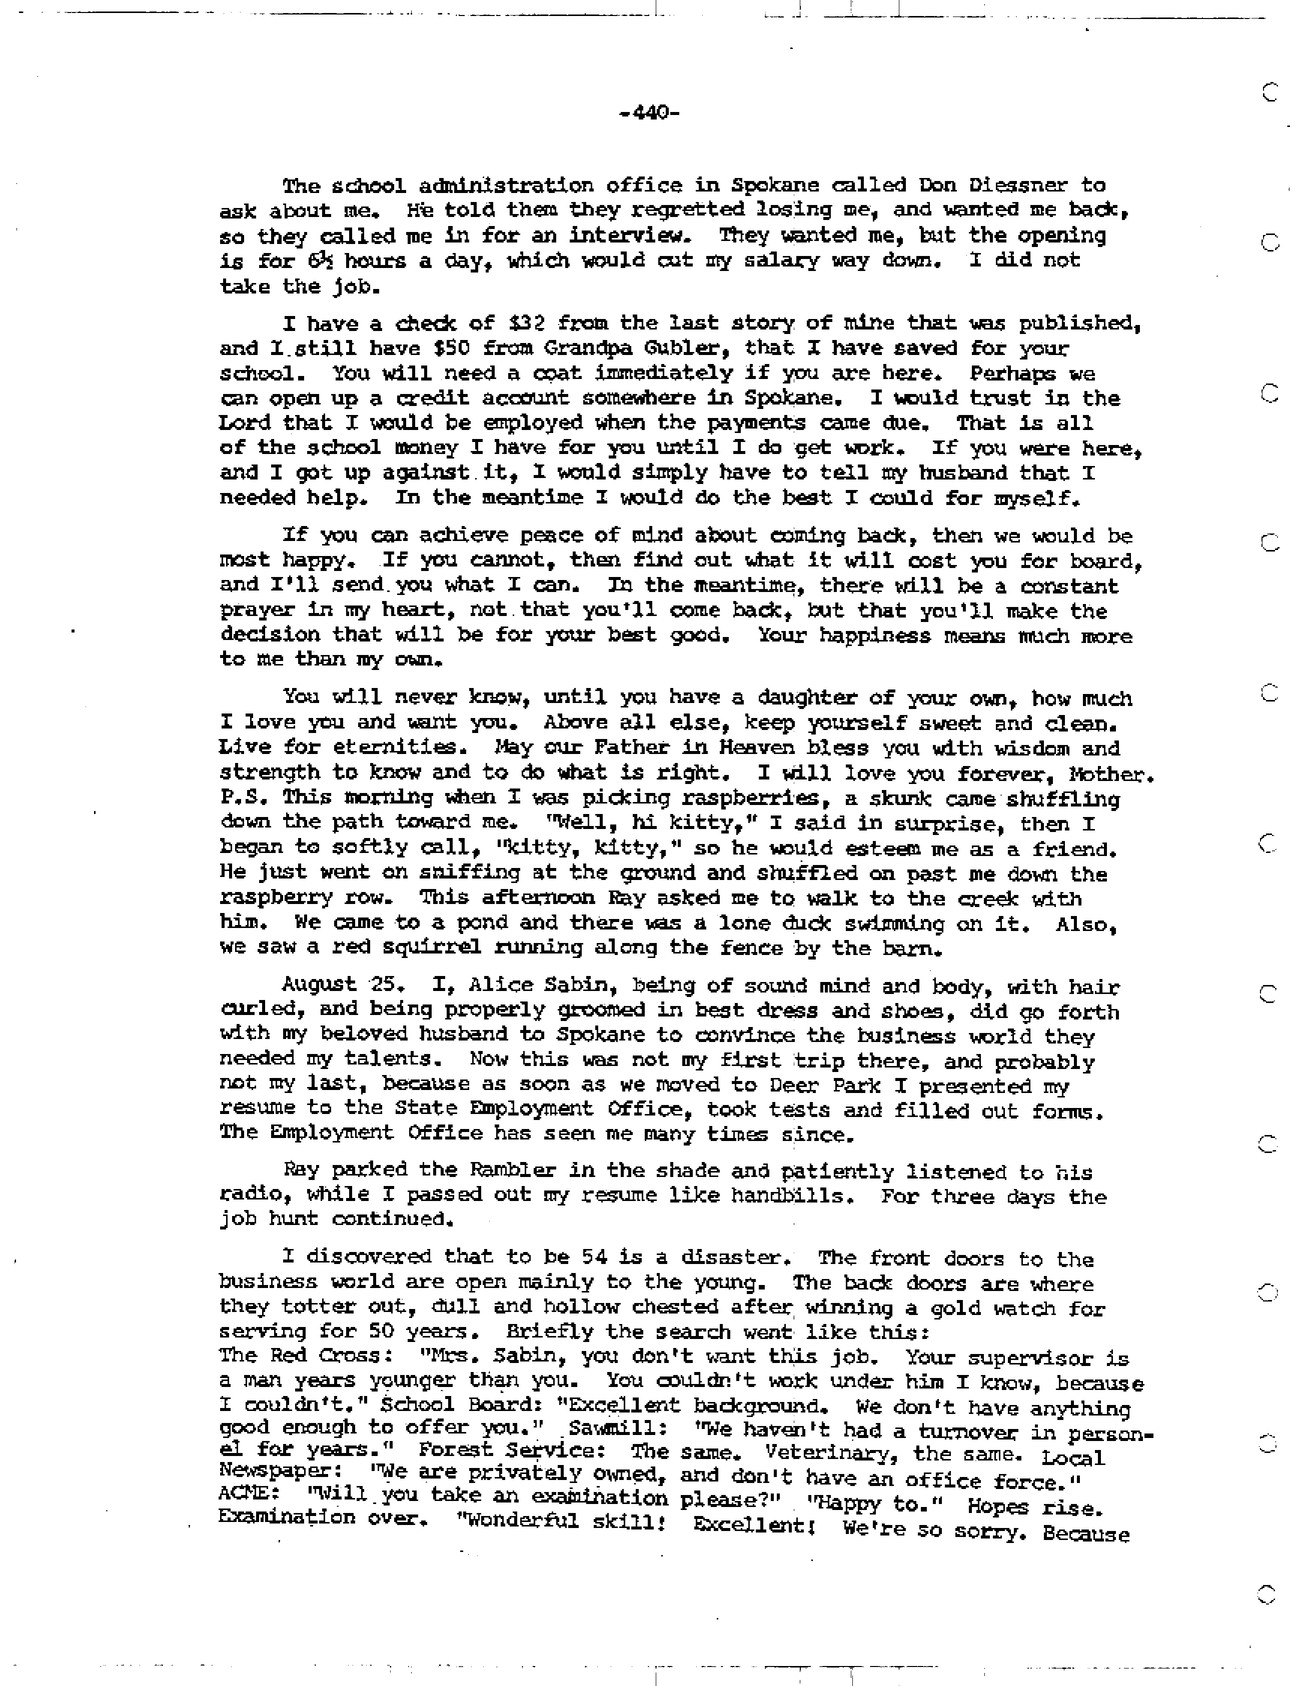 -440-
The school administration office in Spokane called Don Diessner to
ask about me. He told them they regretted losing me, and wanted me back,
so they called me in for an interview. They wanted me, but the opening
is for 6½ hours a day, which would cut my salary way down. I did not
take the job.
I have a check of $32 from the last story of mine that was published,
and I still have $50 from Grandpa Gubler, that I have saved for your
school. You will need a coat immediately if you are here. Perhaps we
can open up a credit account somewhere in Spokane. I would trust in the
Lord that I would be employed when the payments came due. That is all
of the school money I have for you until I do get work. If you were here,
and I got up against it, I would simply have to tell my husband that I
needed help. In the meantime I would do the best I could for myself.
If you can achieve peace of mind about coming back, then we would be
most happy. If you cannot, then find out what it will cost you for board,
and I'll send you what I can. In the meantime, there will be a constant
prayer in my heart, not that you'll come back, but that you'll make the
decision that will be for your best good. Your happiness means much more
to me than my own.
You will never know, until you have a daughter of your own, how much
I love you and want you. Above all else, keep yourself sweet and clean.
Live for eternities. May our Father in Heaven bless you with wisdom and
strength to know and to do what is right. I will love you forever, Mother.
P.S. This morning when I was picking raspberries, a skunk came shuffling
down the path toward me. "Well, hi kitty," I said in surprise, then I
began to softly call, "kitty, kitty," so he would esteem me as a friend.
He just went on sniffing at the ground and shuffled on past me down the
raspberry row. This afternoon Ray asked me to walk to the creek with
him. We came to a pond and there was a lone duck swimming on it. Also,
we saw a red squirrel running along the fence by the barn.
August 25. I, Alice Sabin, being of sound mind and body, with hair
curled, and being properly groomed in best dress and shoes, did go forth
with my beloved husband to Spokane to convince the business world they
needed my talents. Now this was not my first trip there, and probably
not my last, because as soon as we moved to Deer Park I presented my
resume to the State Employment Office, took tests and filled out forms.
The Employment Office has seen me many times since.
Ray parked the Rambler in the shade and patiently listened to his
radio, while I passed out my resume like handbills. For three days the
job hunt continued.
I discovered that to be 54 is a disaster. The front doors to the
business world are open mainly to the young. The back doors are where
they totter out, dull and hollow chested after winning a gold watch for
serving for 50 years. Briefly the search went like this:
The Red Cross: "Mrs. Sabin, you don't want this job. Your supervisor is
a man years younger than you. You couldn't work under him I know, because
I couldn't." School Board: "Excellent background. We don't have anything
good enough to offer you." Sawmill: "We haven't had a turnover in person-
el for years." Forest Service: The same. Veterinary, the same. Local
Newspaper: "We are privately owned, and don't have an office force."
ACME: "Will you take an examination please?" "Happy to." Hopes rise.
Examination over. "Wonderful skill! Excellent! We're so sorry. Because